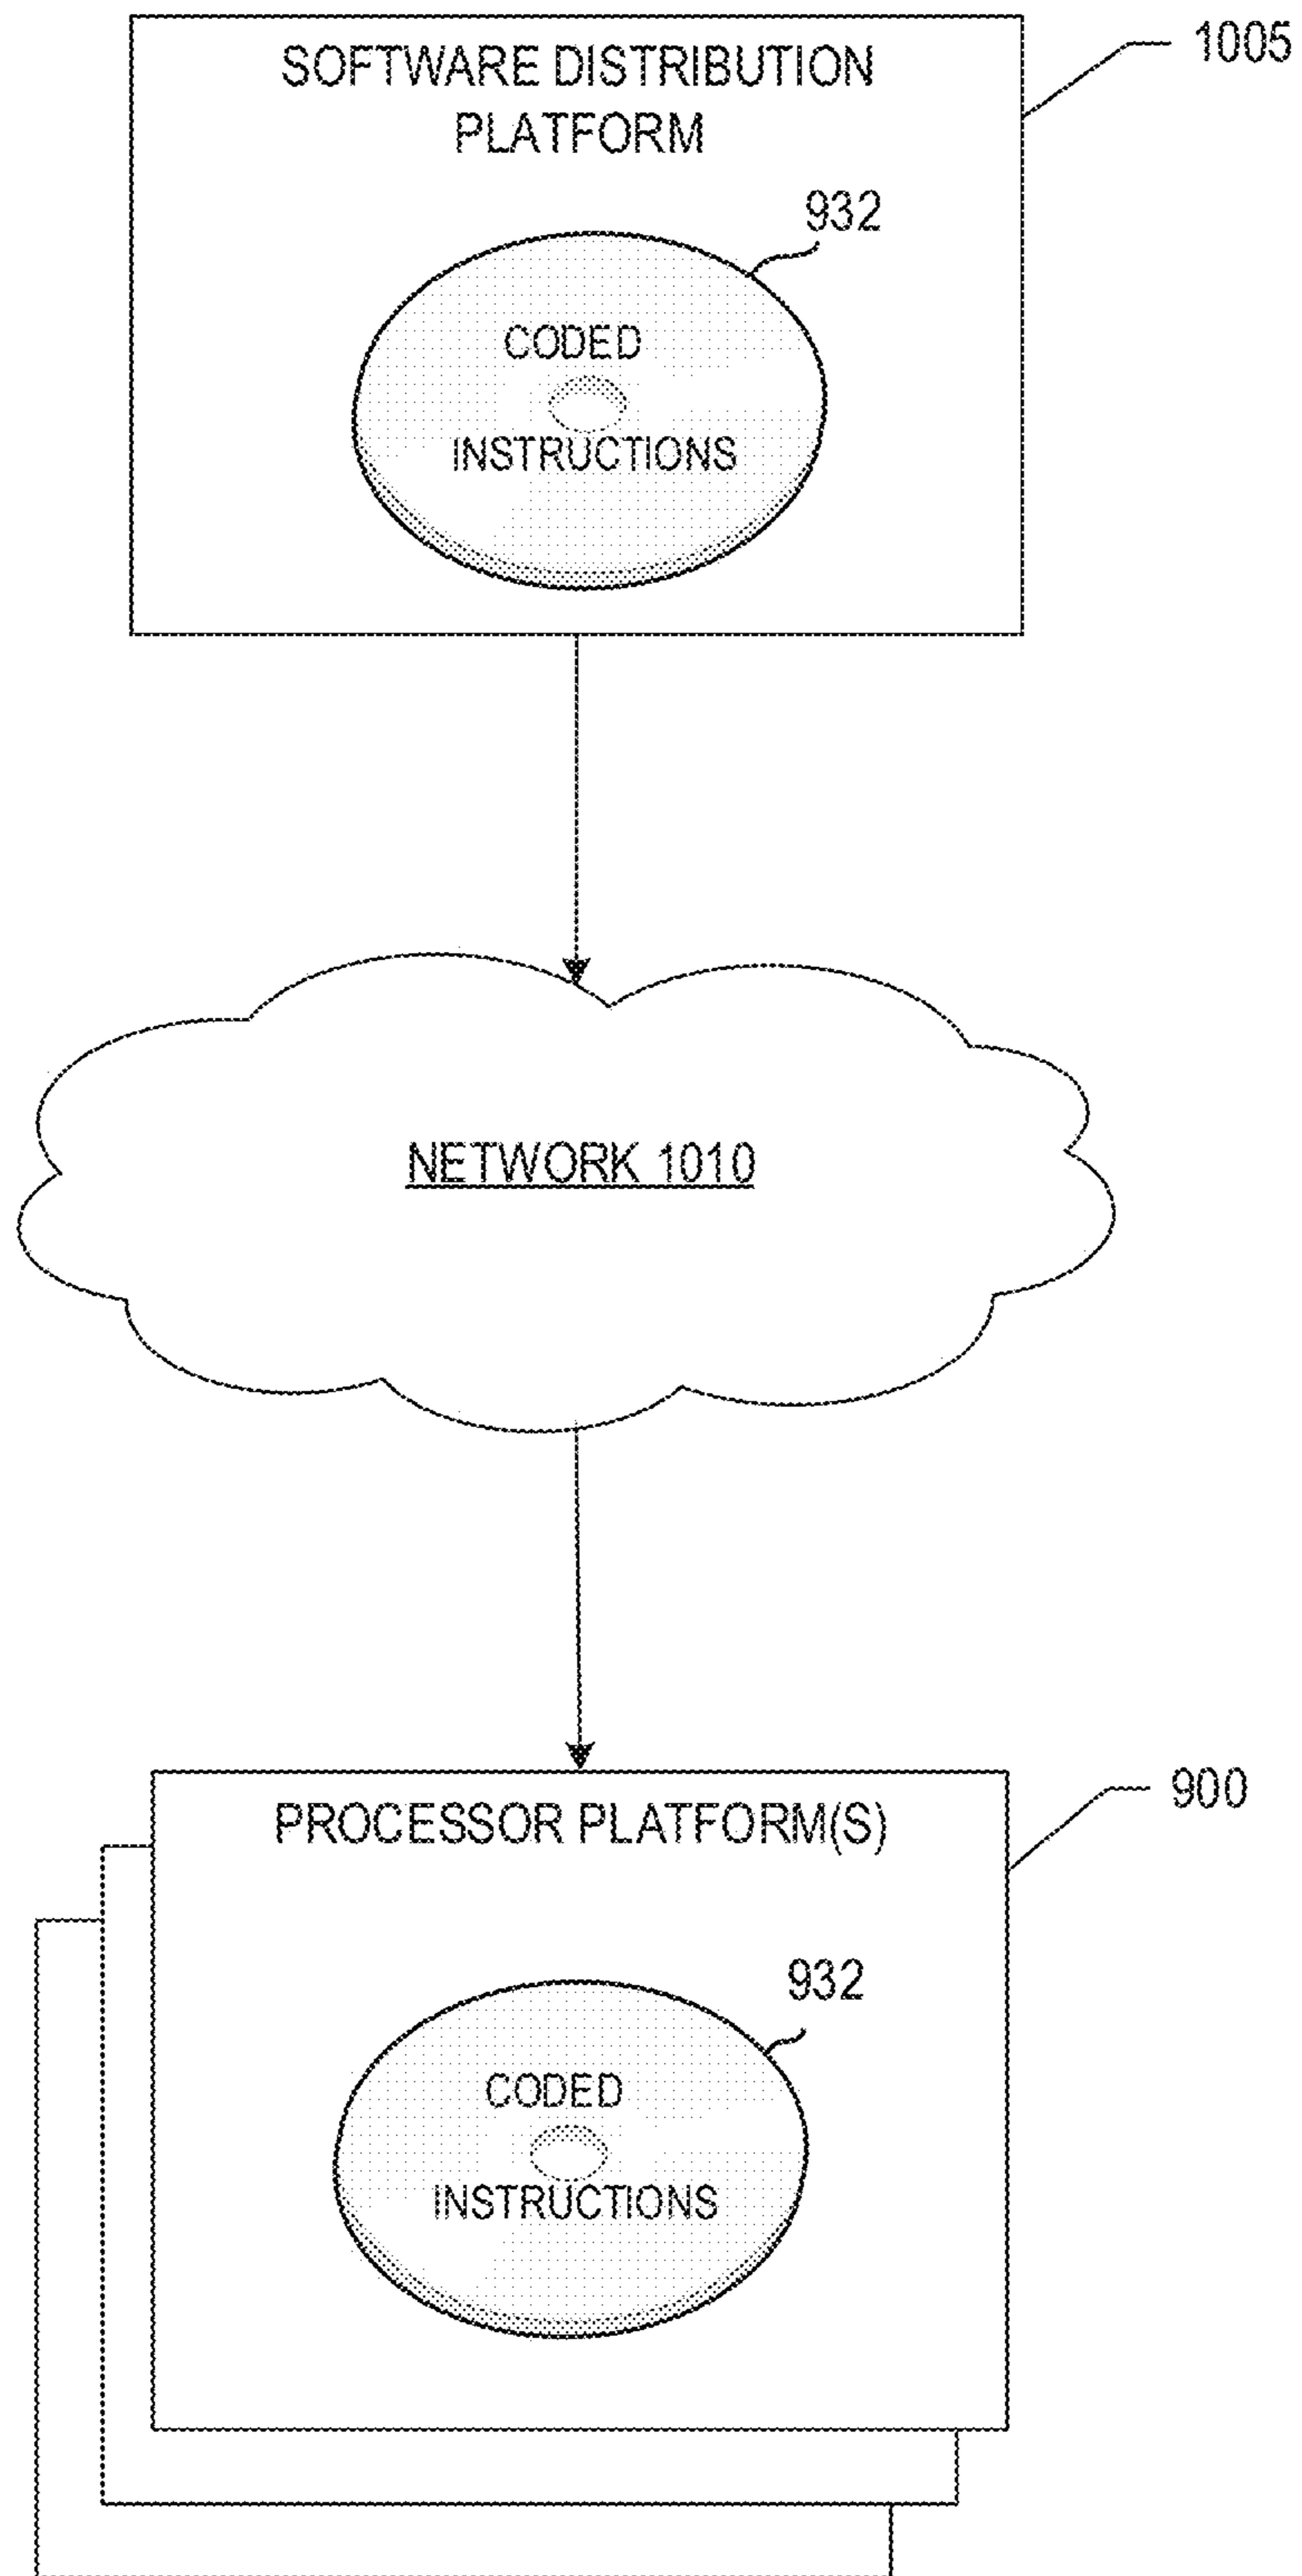 SOFTWARE DISTRIBUTION
PLATFORM
1005
932
CODED
INSTRUCTIONS
NETWORK 1010
PROCESSOR PLATFORM(S)
900
932
CODED
INSTRUCTIONS